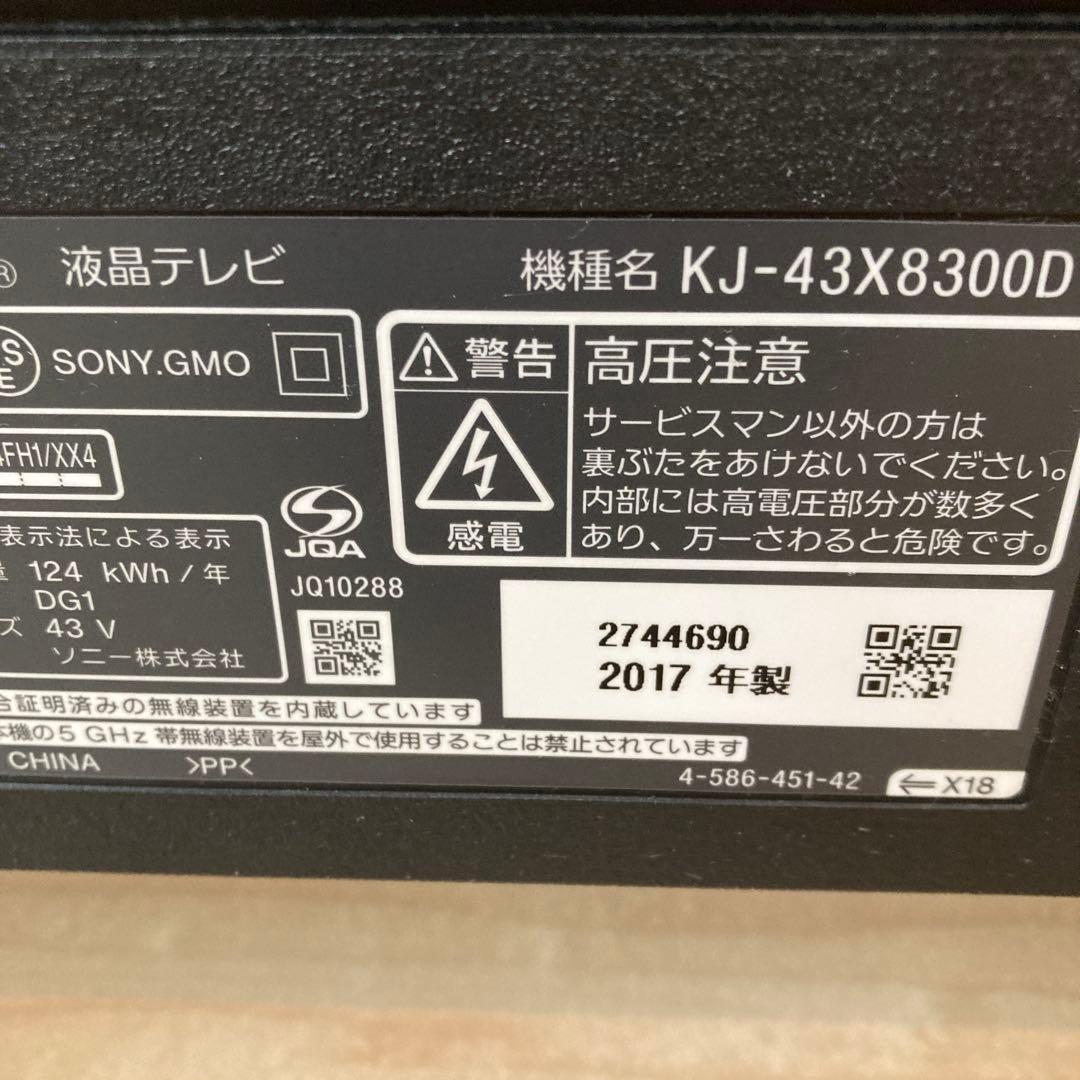 ® 液晶テレビ
機種名 KJ-43X8300D
SONY.GMO
警告
高圧注意
サービスマン以外の方は
裏ぶたをあけないでください。
内部には高電圧部分が数多く
あり、万一さわると危険です。
感電
FH1/XX4
表示法による表示
124 kWh/年
DG1
ズ 43 V
ソニー株式会社
JQA
JQ10288
2744690
2017 年製
合証明済みの無線装置を内蔵しています
本機の5 GHz 帯無線装置を屋外で使用することは禁止されています
CHINA
>PP<
4-586-451-42
⇐X18